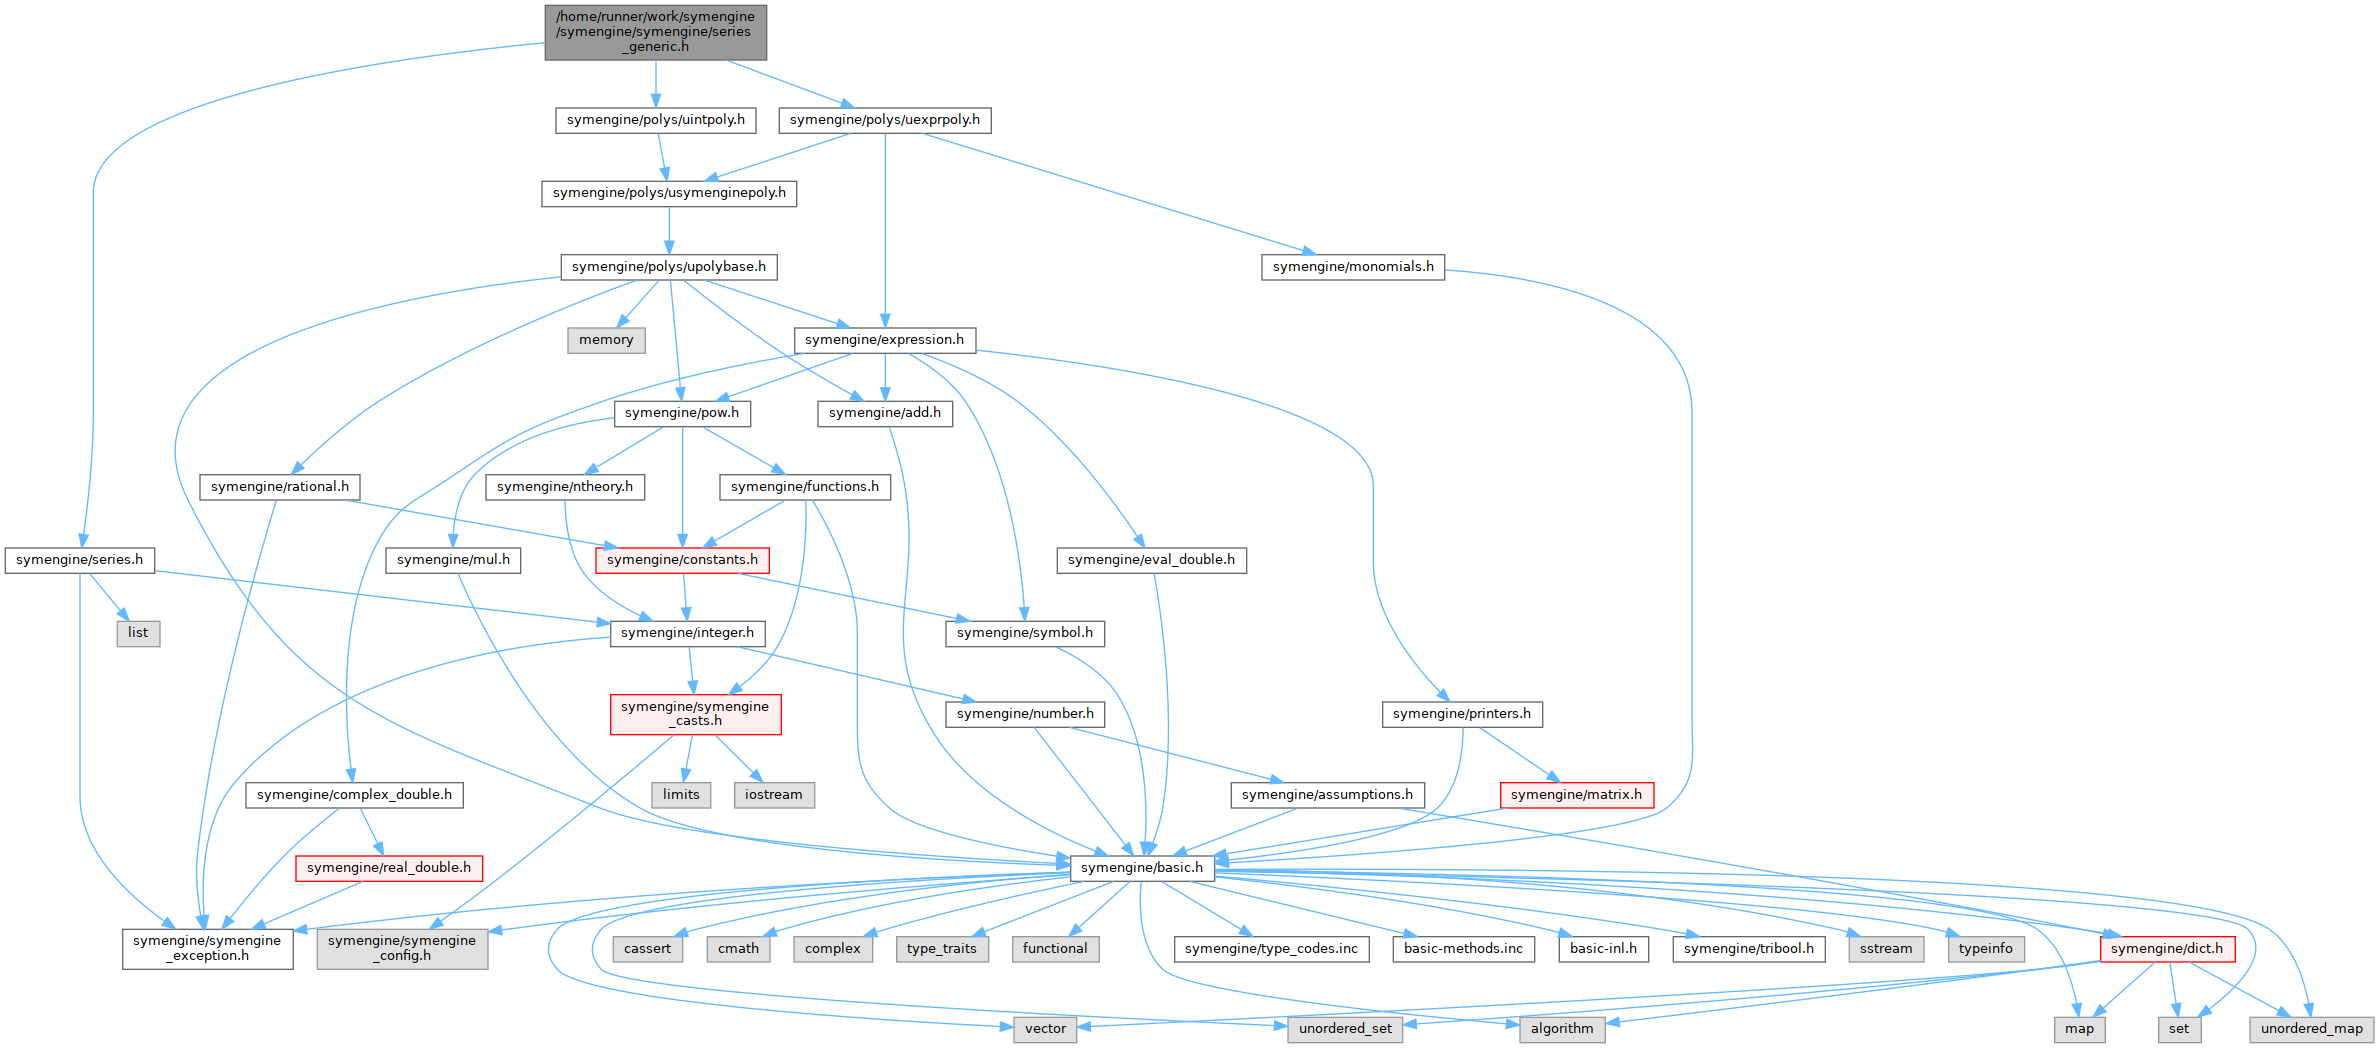 /home/runner/work/symengine
/symengine/symengine/series
_generic.h
symengine/polys/uintpoly.h
symengine/polys/uexprpoly.h
symengine/polys/usymenginepoly.h
symengine/polys/upolybase.h
symengine/monomials.h
memory
symengine/expression.h
symengine/pow.h
symengine/add.h
symengine/rational.h
symengine/ntheory.h
symengine/functions.h
symengine/series.h
symengine/mul.h
symengine/constants.h
symengine/eval_double.h
list
symengine/integer.h
symengine/symbol.h
symengine/symengine
_casts.h
symengine/number.h
symengine/printers.h
symengine/complex_double.h
limits
iostream
symengine/assumptions.h
symengine/matrix.h
symengine/real_double.h
symengine/basic.h
symengine/symengine
_exception.h
symengine/symengine
_config.h
cassert
cmath
complex
type_traits
functional
symengine/type_codes.inc
basic-methods.inc
basic-inl.h
symengine/tribool.h
sstream
typeinfo
symengine/dict.h
vector
unordered_set
algorithm
map
set
unordered_map